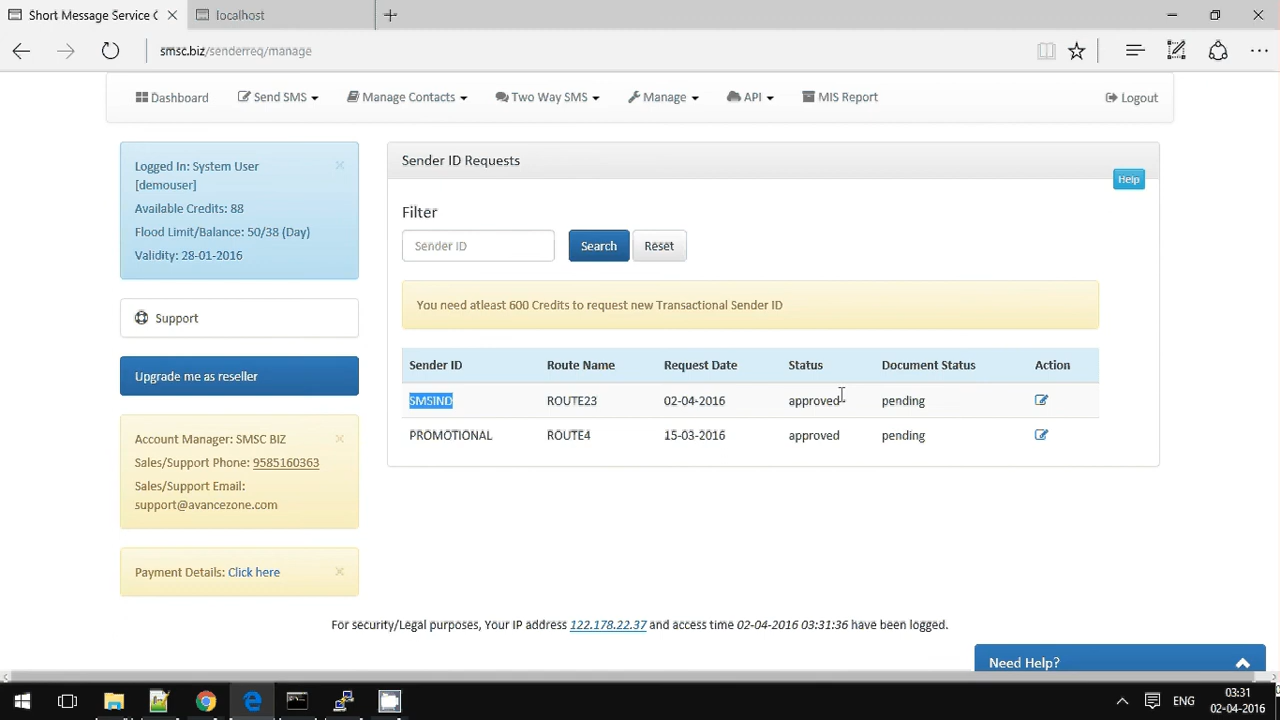 Short Message Service C
localhost
smsc.biz/senderreq/manage
Dashboard Send SMS Manage Contacts Two Way SMS Manage API MIS Report Logout
Logged In: System User
[demouser]
Available Credits: 88
Flood Limit/Balance: 50/38 (Day)
Validity: 28-01-2016
Support
Upgrade me as reseller
Account Manager: SMSC BIZ
Sales/Support Phone: 9585160363
Sales/Support Email:
support@avancezone.com
Payment Details: Click here
Sender ID Requests
Help
Filter
Sender ID Search Reset
You need atleast 600 Credits to request new Transactional Sender ID
Sender ID Route Name Request Date Status Document Status Action
SMSIND ROUTE23 02-04-2016 approved pending
PROMOTIONAL ROUTE4 15-03-2016 approved pending
For security/Legal purposes, Your IP address 122.178.22.37 and access time 02-04-2016 03:31:36 have been logged.
Need Help?
ENG
03:31
02-04-2016